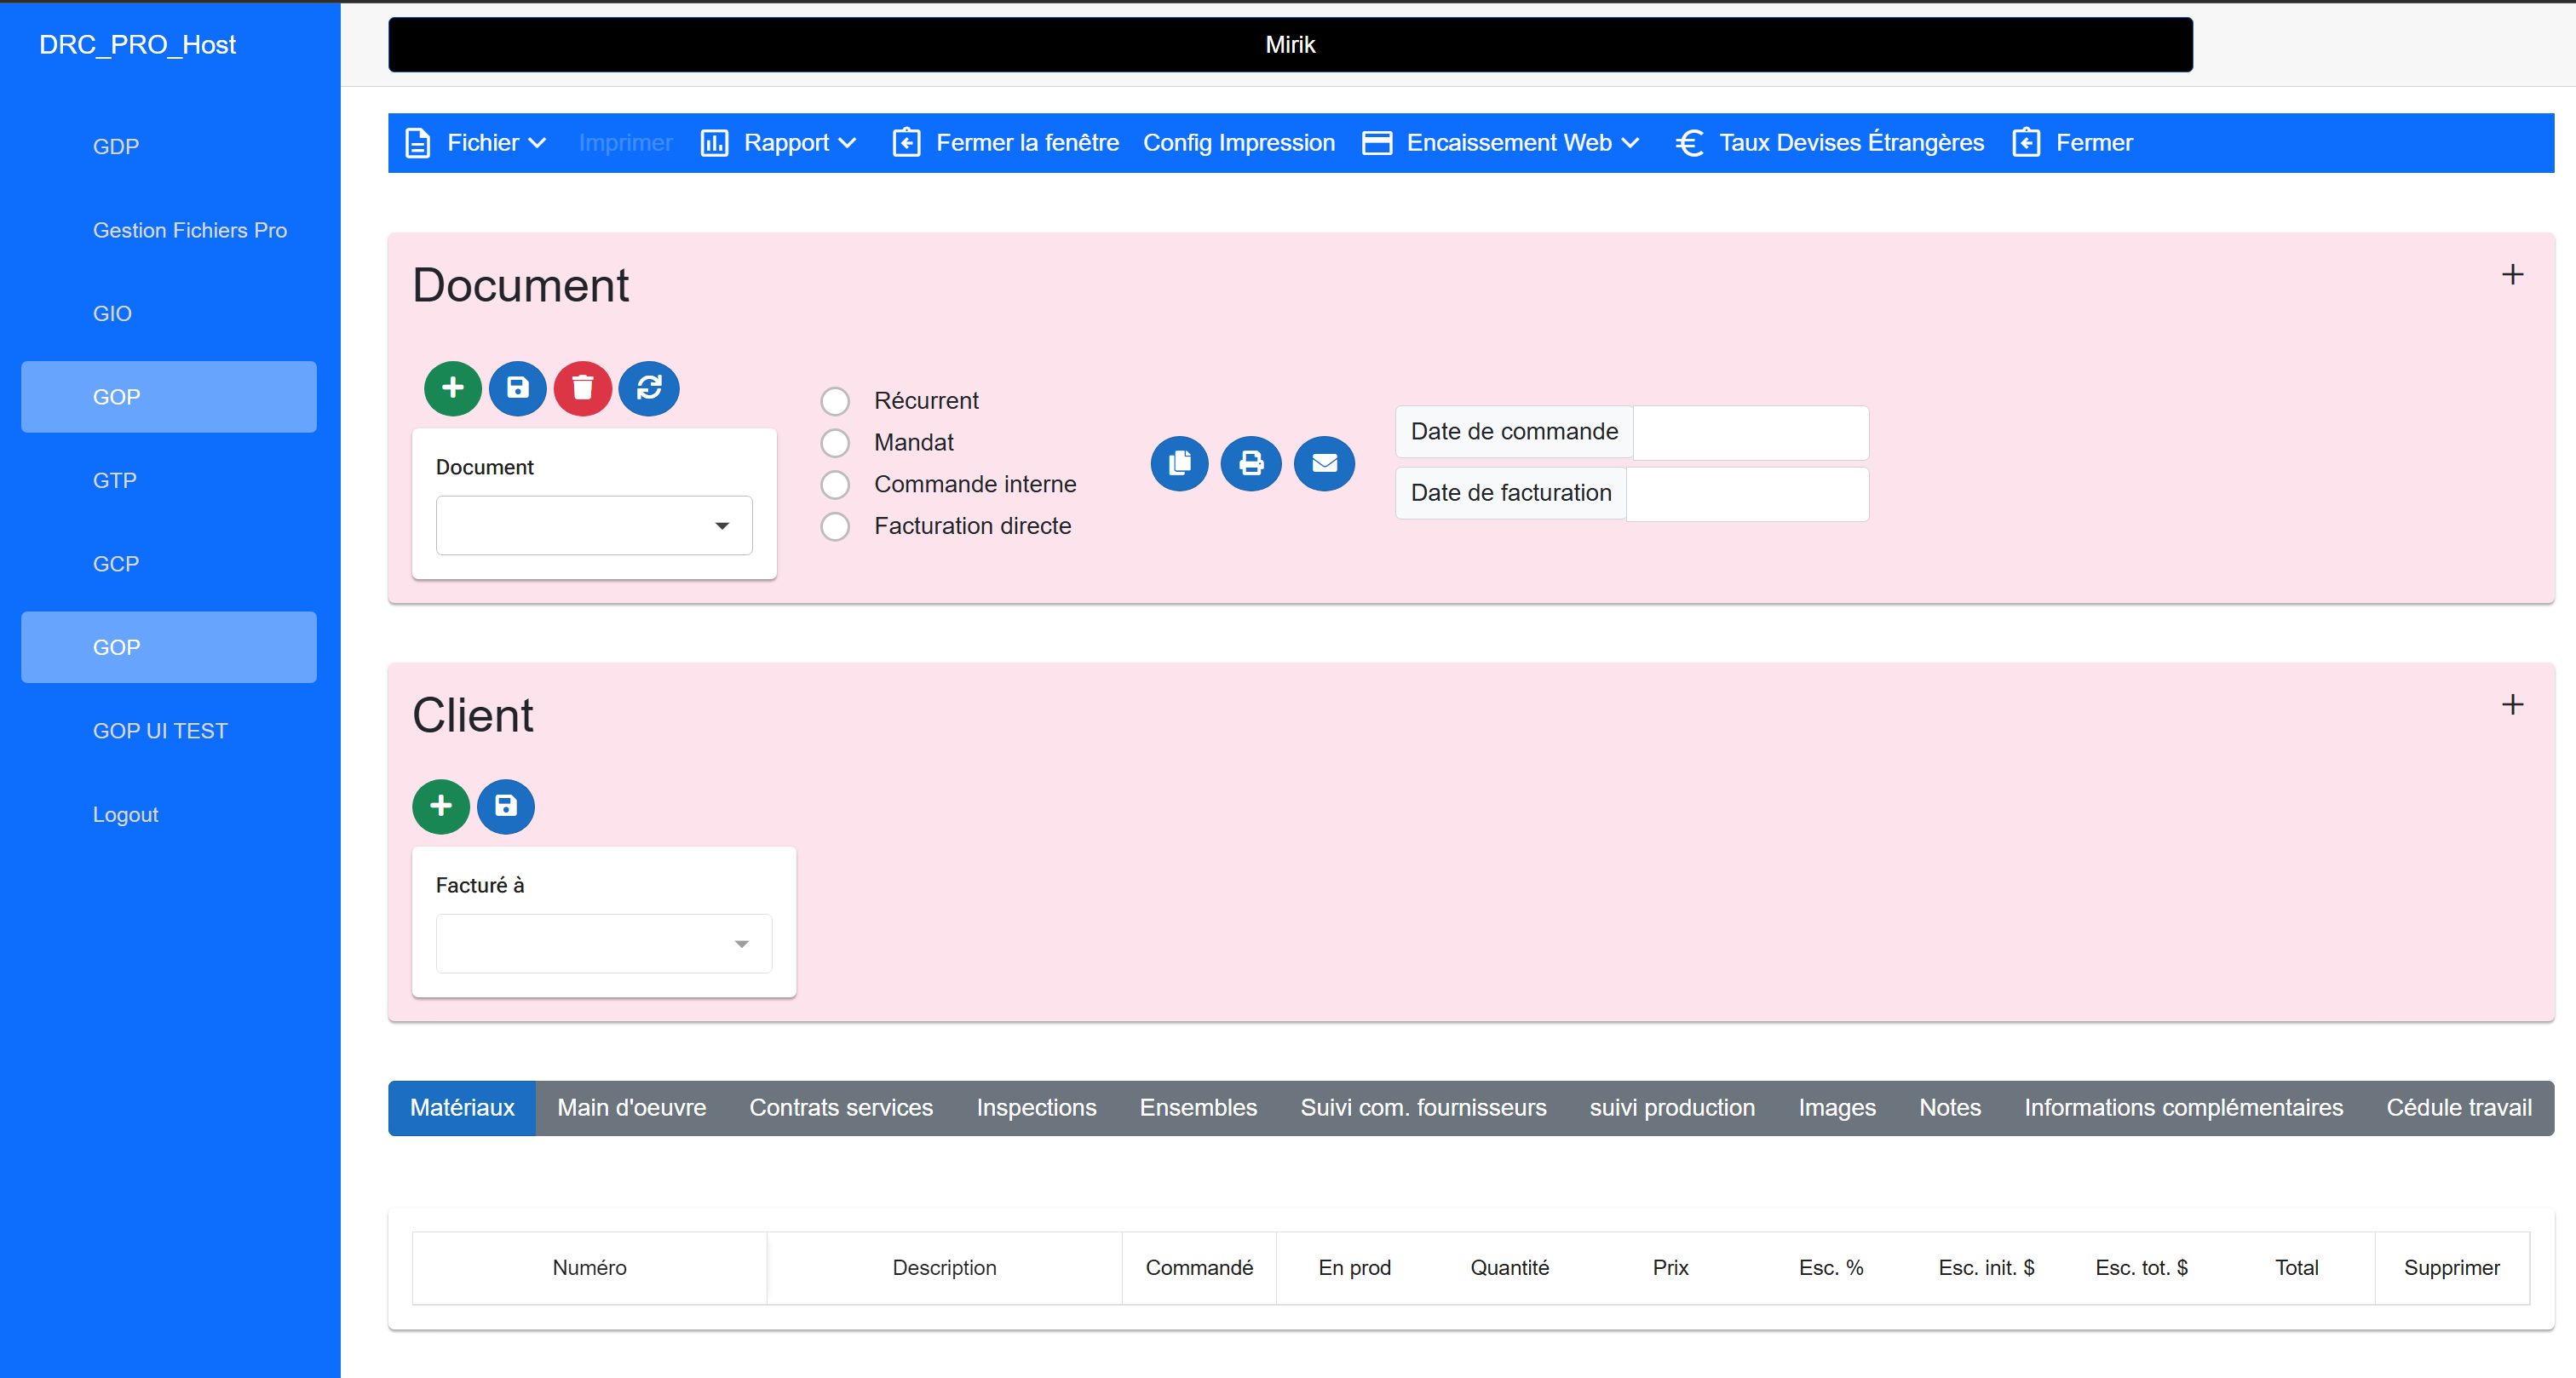 DRC_PRO_Host
Mirik
GDP
Gestion Fichiers Pro
GIO
GOP
GTP
GCP
GOP
GOP UI TEST
Logout
Fichier Imprimer Rapport Fermer la fenêtre Config Impression Encaissement Web Taux Devises Étrangères Fermer
Document
Document
Récurrent
Mandat
Commande interne
Facturation directe
Date de commande
Date de facturation
Client
Facturé à
Matériaux Main d'oeuvre Contrats services Inspections Ensembles Suivi com. fournisseurs suivi production Images Notes Informations complémentaires Cédule travail
Numéro Description Commandé En prod Quantité Prix Esc. % Esc. init. $ Esc. tot. $ Total Supprimer